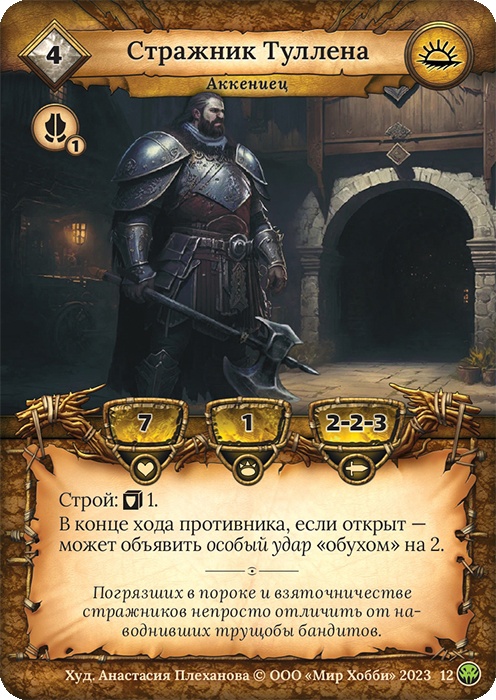 4
Стражник Туллена
Аккениец
1
7
1
2-2-3
Строй: 1.
В конце хода противника, если открыт —
может объявить особый удар «обухом» на 2.
Погрязших в пороке и взяточничестве
стражников непросто отличить от на-
воднивших трущобы бандитов.
Худ. Анастасия Плеханова © ООО «Мир Хобби» 2023 12